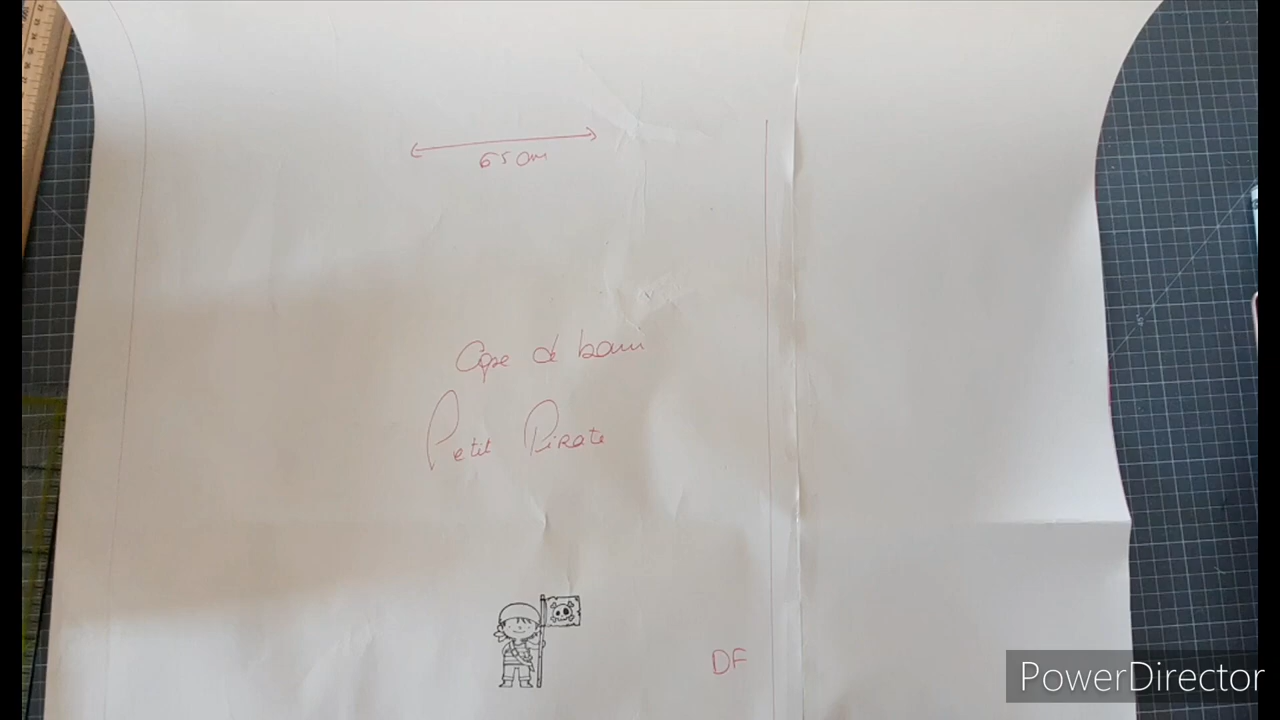 65 cm
Cape de bain
Petit Pirate
DF
PowerDirector